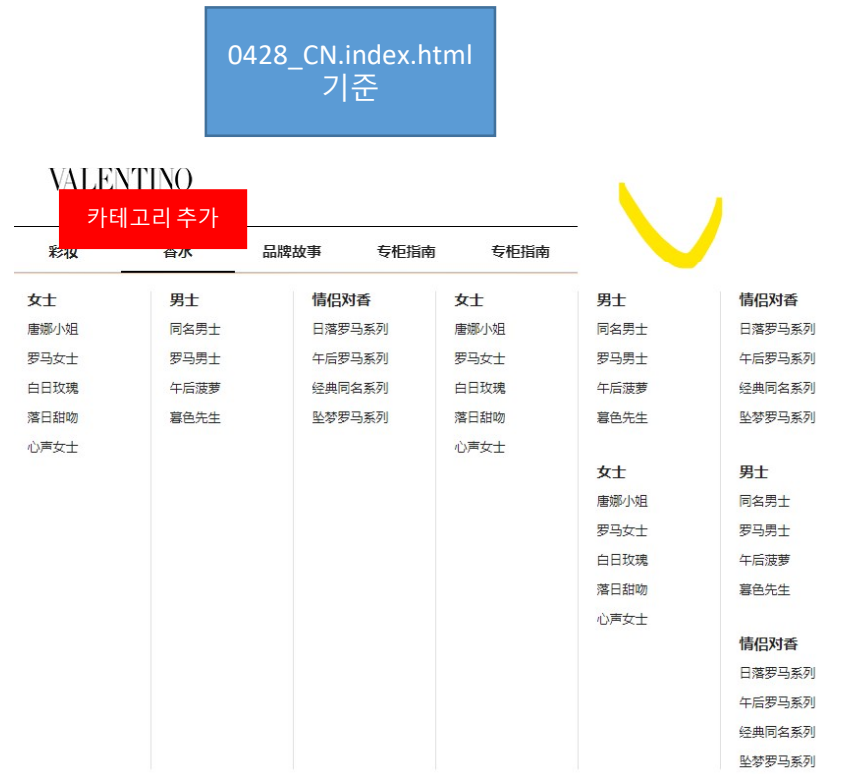 0428_CN.index.html
기준
VALENTINO
카테고리 추가
彩妆
香水
品牌故事
专柜指南
专柜指南
女士
唐娜小姐
罗马女士
白日玫瑰
落日甜吻
心声女士
男士
同名男士
罗马男士
午后菠萝
暮色先生
情侣对香
日落罗马系列
午后罗马系列
经典同名系列
坠梦罗马系列
女士
唐娜小姐
罗马女士
白日玫瑰
落日甜吻
心声女士
男士
同名男士
罗马男士
午后菠萝
暮色先生
女士
唐娜小姐
罗马女士
白日玫瑰
落日甜吻
心声女士
情侣对香
日落罗马系列
午后罗马系列
经典同名系列
坠梦罗马系列
男士
同名男士
罗马男士
午后菠萝
暮色先生
情侣对香
日落罗马系列
午后罗马系列
经典同名系列
坠梦罗马系列